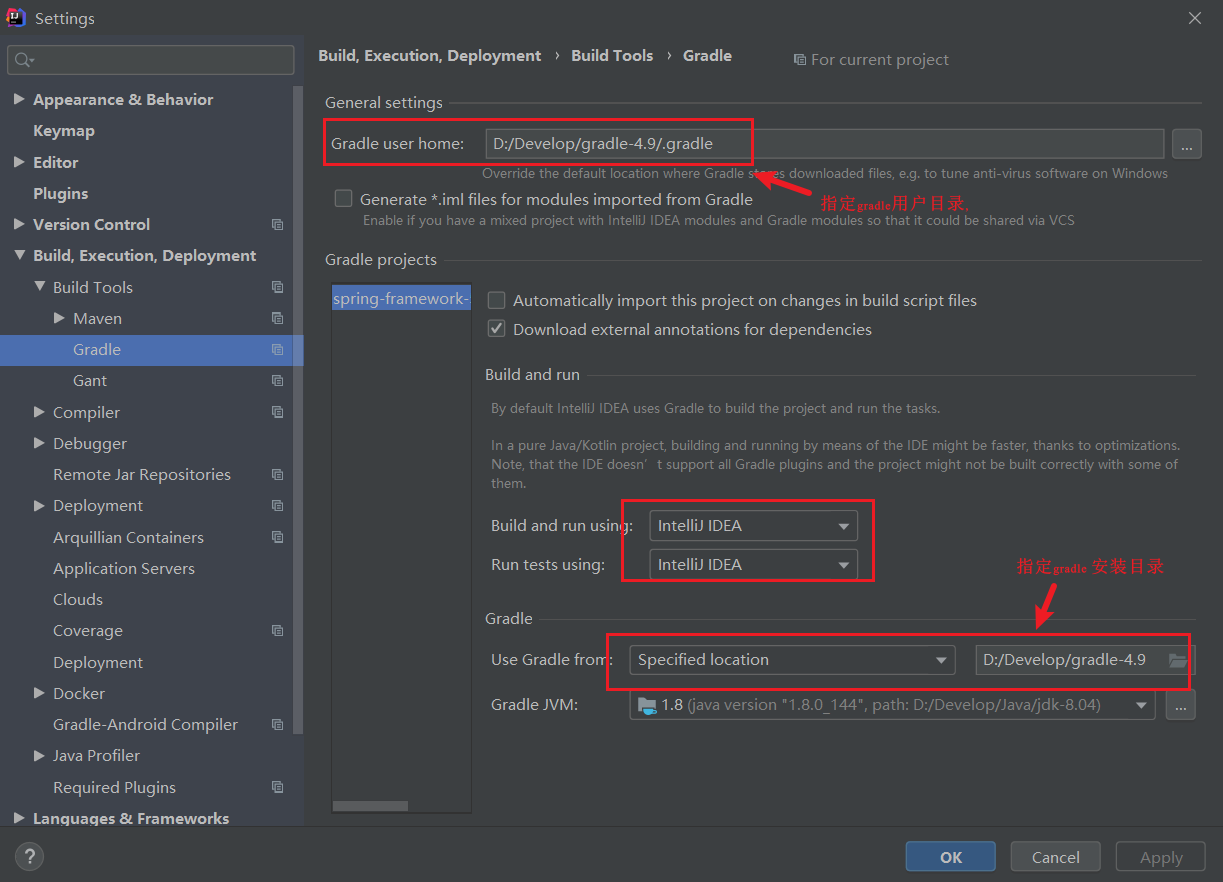 Settings
Build, Execution, Deployment › Build Tools › Gradle
For current project
Appearance & Behavior
Keymap
Editor
Plugins
Version Control
Build, Execution, Deployment
Build Tools
Maven
Gradle
Gant
Compiler
Debugger
Remote Jar Repositories
Deployment
Arquillian Containers
Application Servers
Clouds
Coverage
Deployment
Docker
Gradle-Android Compiler
Java Profiler
Required Plugins
Languages & Frameworks
General settings
Gradle user home: D:/Develop/gradle-4.9/.gradle
...
Override the default location where Gradle stores downloaded files, e.g. to tune anti-virus software on Windows
Generate *.iml files for modules imported from Gradle
指定gradle用户目录,
Enable if you have a mixed project with IntelliJ IDEA modules and Gradle modules so that it could be shared via VCS
Gradle projects
spring-framework-
Automatically import this project on changes in build script files
Download external annotations for dependencies
Build and run
By default IntelliJ IDEA uses Gradle to build the project and run the tasks.
In a pure Java/Kotlin project, building and running by means of the IDE might be faster, thanks to optimizations.
Note, that the IDE doesn't support all Gradle plugins and the project might not be built correctly with some of
them.
Build and run using: IntelliJ IDEA
Run tests using: IntelliJ IDEA
指定gradle 安装目录
Gradle
Use Gradle from: Specified location D:/Develop/gradle-4.9
Gradle JVM: 1.8 (java version "1.8.0_144", path: D:/Develop/Java/jdk-8.04) ...
?
OK
Cancel
Apply